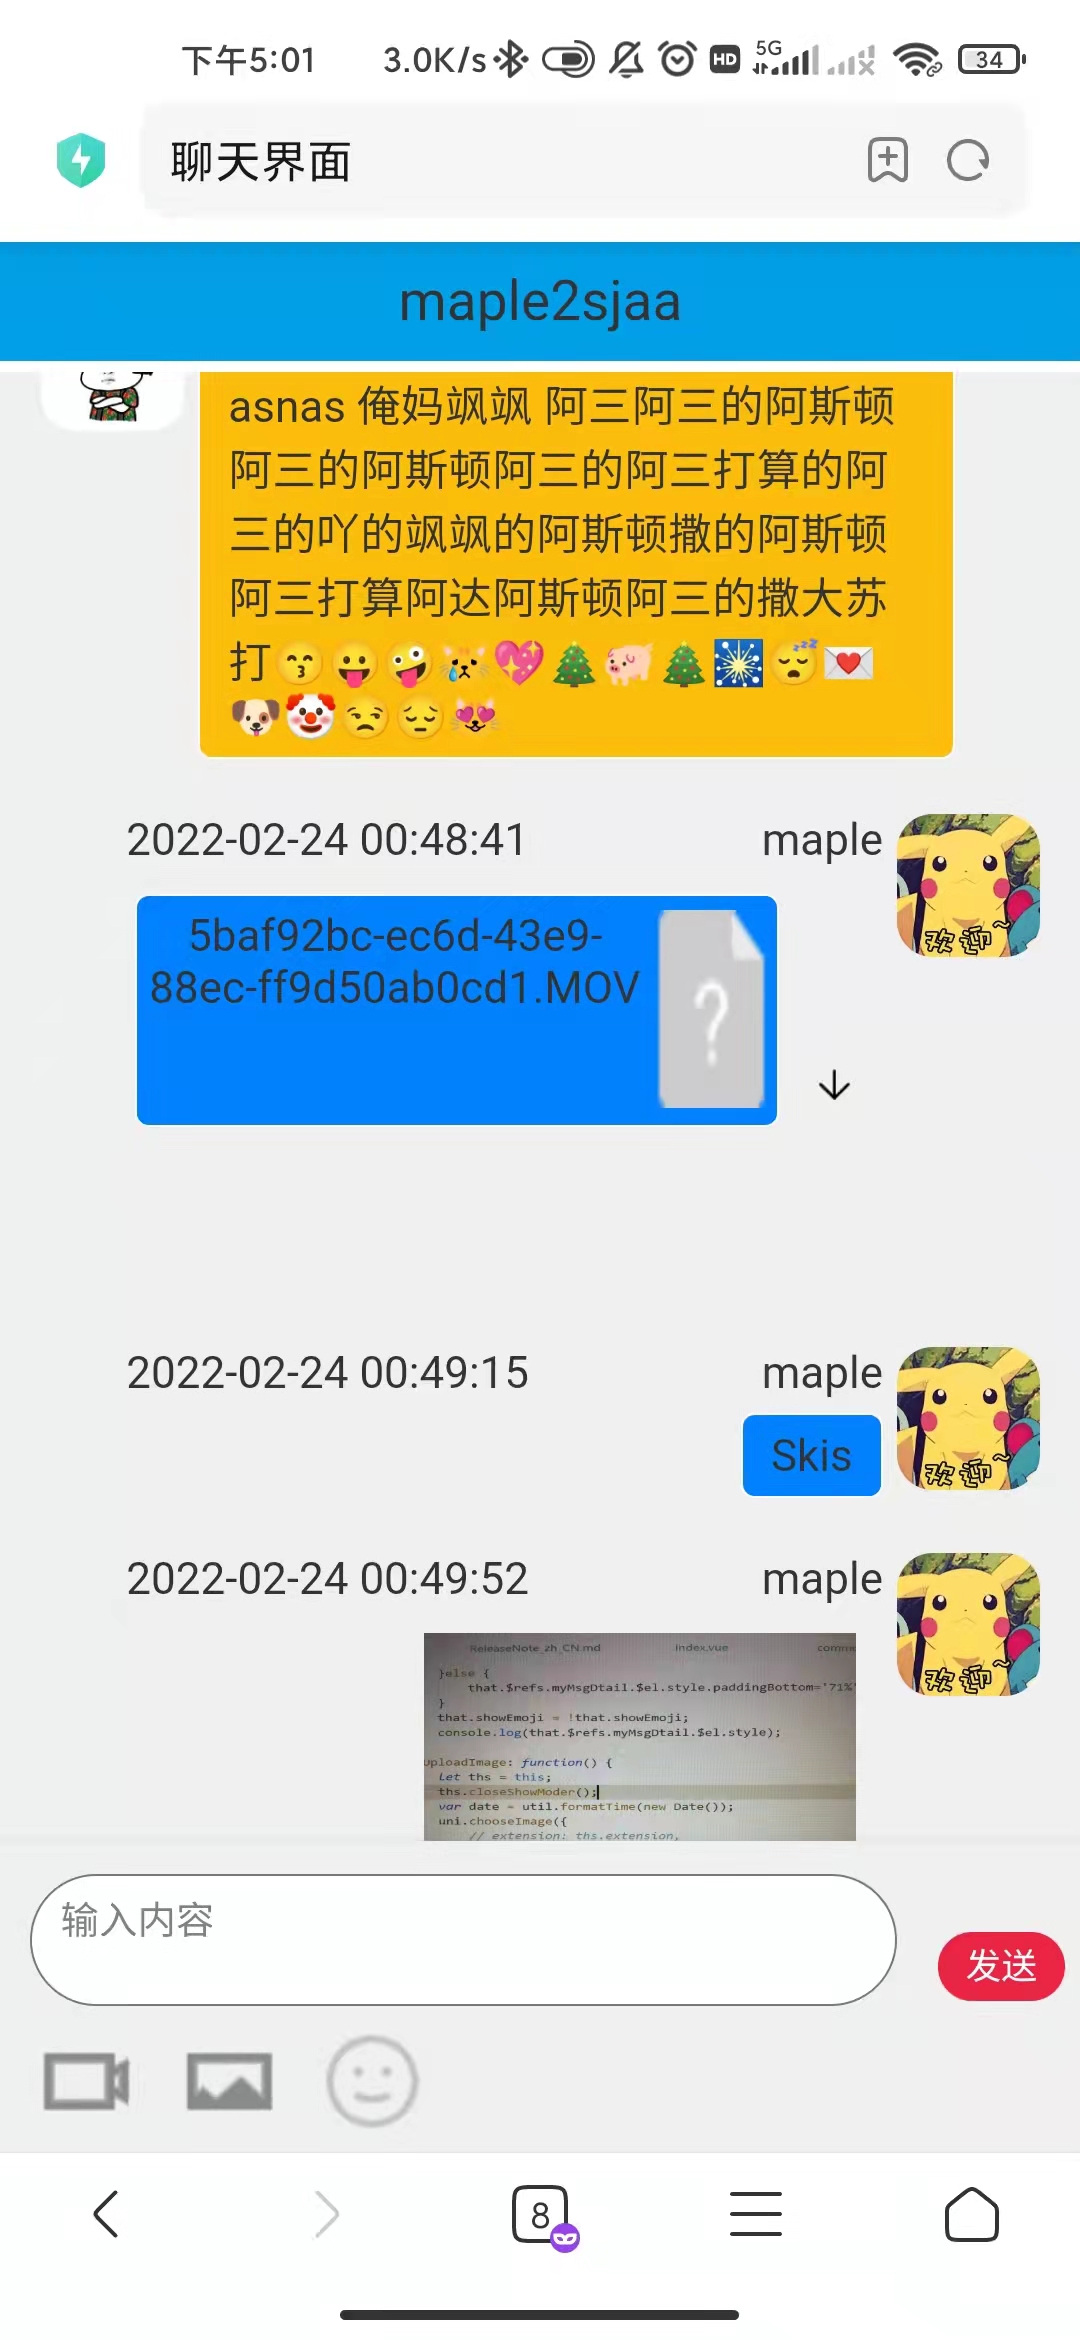 下午5:01 3.0K/s HD 5G 34
聊天界面
maple2sjaa
asnas 俺妈飒飒 阿三阿三的阿斯顿
阿三的阿斯顿阿三的阿三打算的阿
三的吖的飒飒的阿斯顿撒的阿斯顿
阿三打算阿达阿斯顿阿三的撒大苏
打😙😛🤪😿💖🎄🐖🎄🎇😴💌
🐶🤡😒😔😻
2022-02-24 00:48:41 maple
欢迎~
5baf92bc-ec6d-43e9-
88ec-ff9d50ab0cd1.MOV
?
2022-02-24 00:49:15 maple
Skis
欢迎~
2022-02-24 00:49:52 maple
欢迎~
ReleaseNote_zh_CN.md index.vue comm
}else {
that.$refs.myMsgDtail.$el.style.paddingBottom='71%'
}
that.showEmoji = !that.showEmoji;
console.log(that.$refs.myMsgDtail.$el.style);
uploadImage: function() {
Let ths = this;
ths.closeShowModer();
var date = util.formatTime(new Date());
uni.chooseImage({
// extension: ths.extension,
输入内容
发送
8